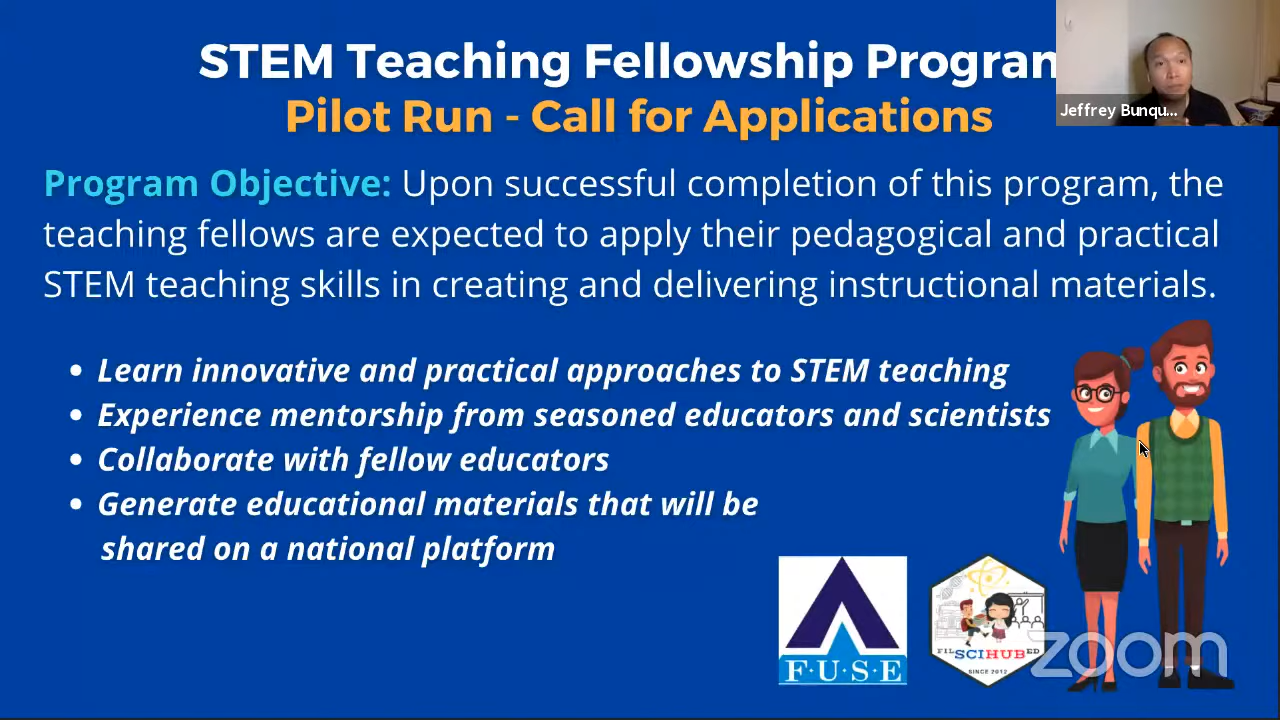 STEM Teaching Fellowship Program
Pilot Run - Call for Applications
Jeffrey Bunqu...
Program Objective: Upon successful completion of this program, the
teaching fellows are expected to apply their pedagogical and practical
STEM teaching skills in creating and delivering instructional materials.
• Learn innovative and practical approaches to STEM teaching
• Experience mentorship from seasoned educators and scientists
• Collaborate with fellow educators
• Generate educational materials that will be
shared on a national platform
F·U·S·E
FIL SCIHUB ED
SINCE 2012
zoom